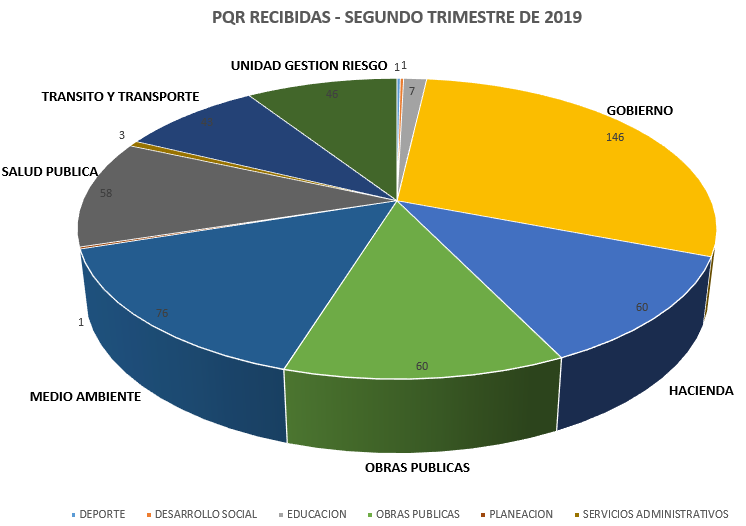 PQR RECIBIDAS - SEGUNDO TRIMESTRE DE 2019
UNIDAD GESTION RIESGO
1
1
7
46
TRANSITO Y TRANSPORTE
GOBIERNO
146
3
SALUD PUBLICA
58
60
76
1
60
MEDIO AMBIENTE
HACIENDA
OBRAS PUBLICAS
DEPORTE DESARROLLO SOCIAL EDUCACION OBRAS PUBLICAS PLANEACION SERVICIOS ADMINISTRATIVOS